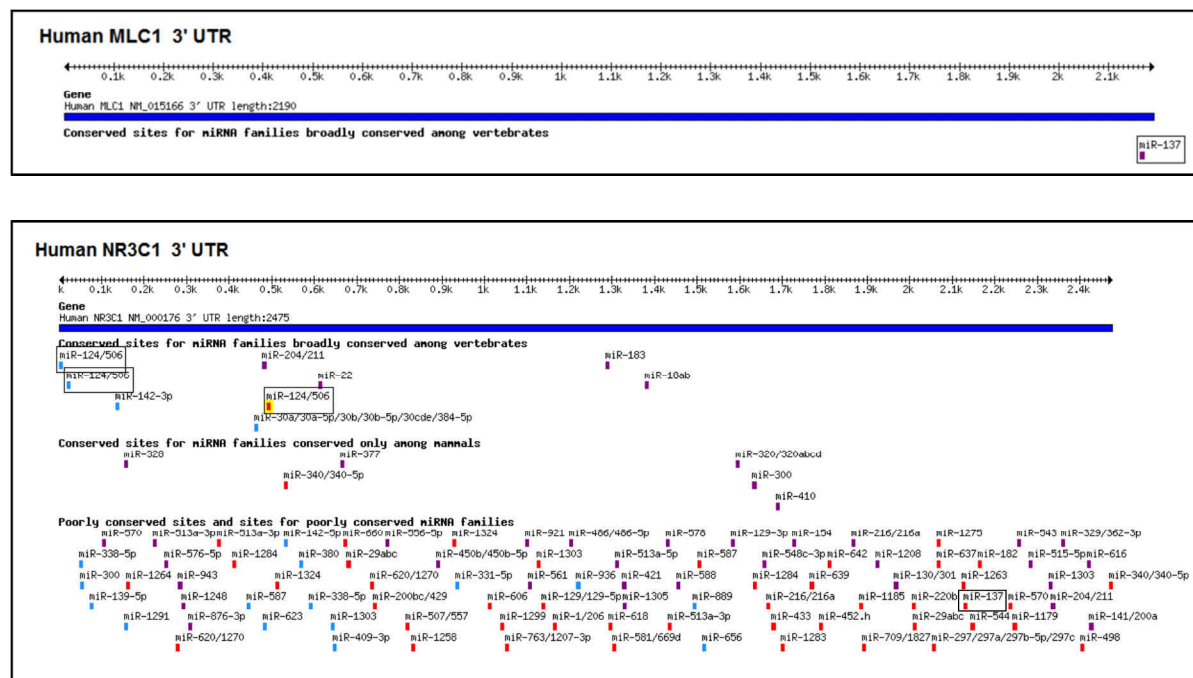 Human MLC1 3' UTR
0.1k 0.2k 0.3k 0.4k 0.5k 0.6k 0.7k 0.8k 0.9k 1k 1.1k 1.2k 1.3k 1.4k 1.5k 1.6k 1.7k 1.8k 1.9k 2k 2.1k
Gene
Human MLC1 NM_015166 3' UTR length:2190
Conserved sites for miRNA families broadly conserved among vertebrates
miR-137
Human NR3C1 3' UTR
k 0.1k 0.2k 0.3k 0.4k 0.5k 0.6k 0.7k 0.8k 0.9k 1k 1.1k 1.2k 1.3k 1.4k 1.5k 1.6k 1.7k 1.8k 1.9k 2k 2.1k 2.2k 2.3k 2.4k
Gene
Human NR3C1 NM_000176 3' UTR length:2475
Conserved sites for miRNA families broadly conserved among vertebrates
miR-124/506 miR-204/211 miR-183
miR-124/506 miR-22 miR-10ab
miR-142-3p miR-124/506
miR-30a/30a-5p/30b/30b-5p/30cde/384-5p
Conserved sites for miRNA families conserved only among mammals
miR-328 miR-377 miR-320/320abcd
miR-340/340-5p miR-300
miR-410
Poorly conserved sites and sites for poorly conserved miRNA families
miR-570 miR-513a-3p miR-513a-3p miR-142-5p miR-660 miR-556-5p miR-1324 miR-921 miR-486/486-5p miR-578 miR-129-3p miR-154 miR-216/216a miR-1275 miR-543 miR-329/362-3p
miR-338-5p miR-576-5p miR-1284 miR-380 miR-29abc miR-450b/450b-5p miR-1303 miR-513a-5p miR-587 miR-548c-3p miR-642 miR-1208 miR-637 miR-182 miR-515-5p miR-616
miR-300 miR-1264 miR-943 miR-1324 miR-620/1270 miR-331-5p miR-561 miR-936 miR-421 miR-588 miR-1284 miR-639 miR-130/301 miR-1263 miR-1303 miR-340/340-5p
miR-139-5p miR-1248 miR-587 miR-338-5p miR-200bc/429 miR-606 miR-129/129-5p miR-1305 miR-889 miR-216/216a miR-1185 miR-220b miR-137 miR-570 miR-204/211
miR-1291 miR-876-3p miR-623 miR-1303 miR-507/557 miR-1299 miR-1/206 miR-618 miR-513a-3p miR-433 miR-452.h miR-29abc miR-544 miR-1179 miR-141/200a
miR-620/1270 miR-409-3p miR-1258 miR-763/1207-3p miR-581/669d miR-656 miR-1283 miR-709/1827 miR-297/297a/297b-5p/297c miR-498